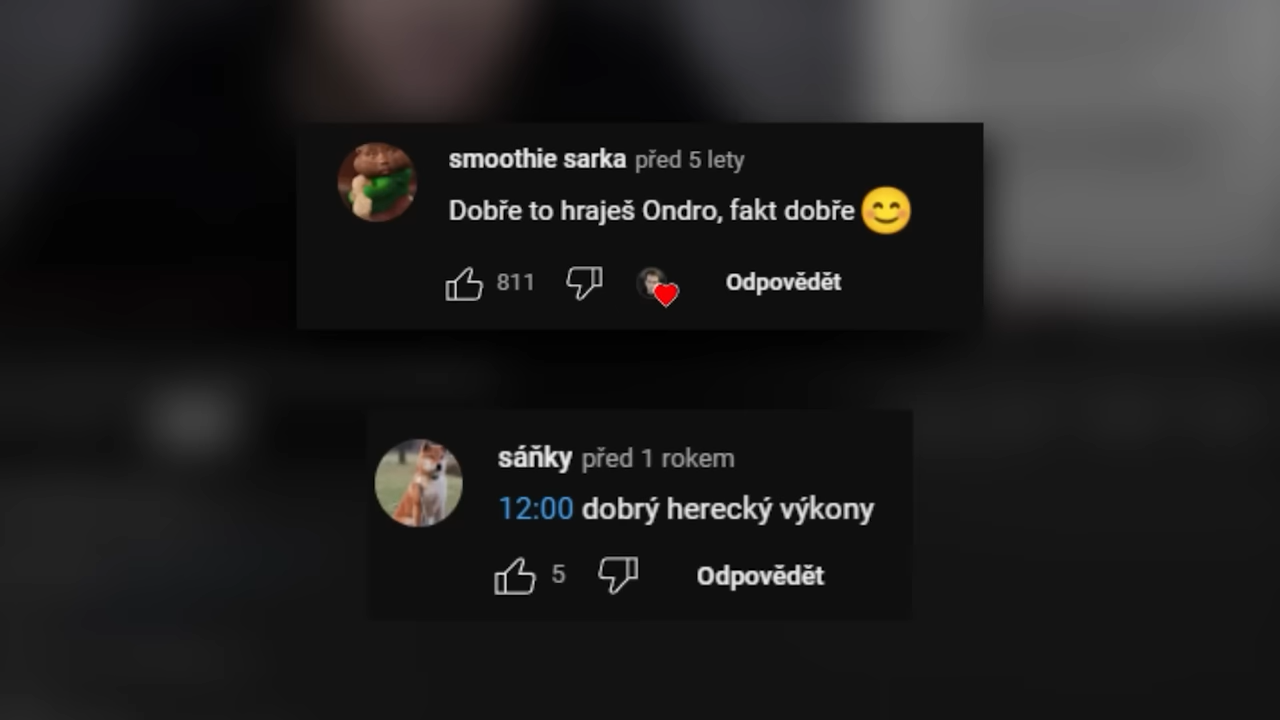 smoothie sarka před 5 lety
Dobře to hraješ Ondro, fakt dobře 😊
811
Odpovědět
sáňky před 1 rokem
12:00 dobrý herecký výkony
5
Odpovědět